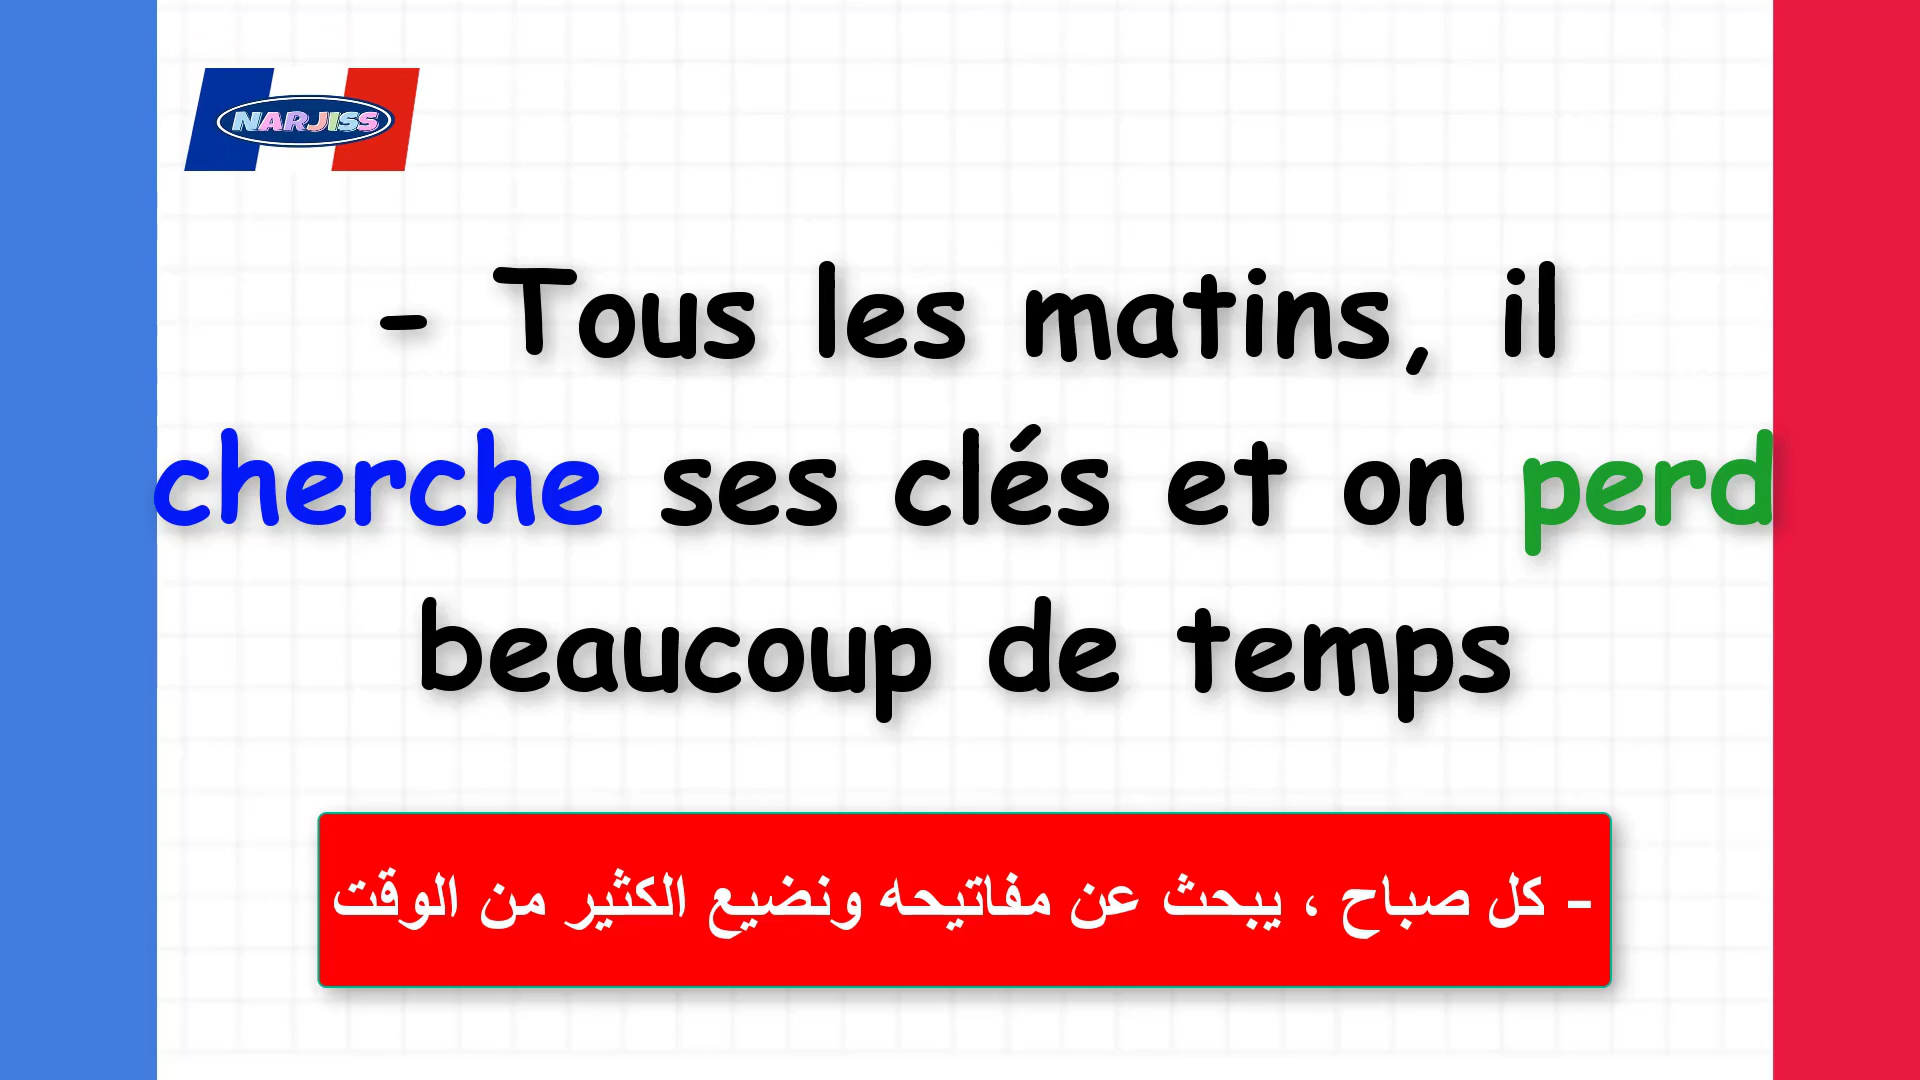 NARJISS
- Tous les matins, il
cherche ses clés et on perd
beaucoup de temps
- كل صباح ، يبحث عن مفاتيحه ونضيع الكثير من الوقت